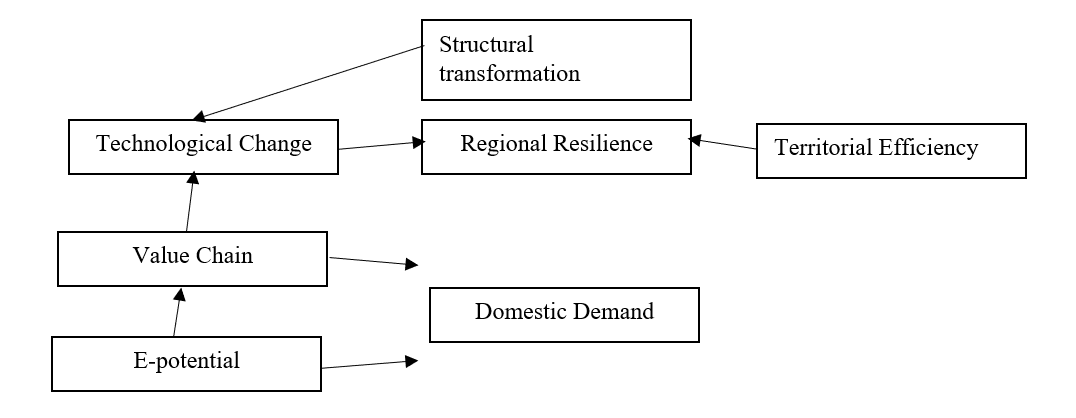 Structural
transformation
Technological Change
Regional Resilience
Territorial Efficiency
Value Chain
Domestic Demand
E-potential